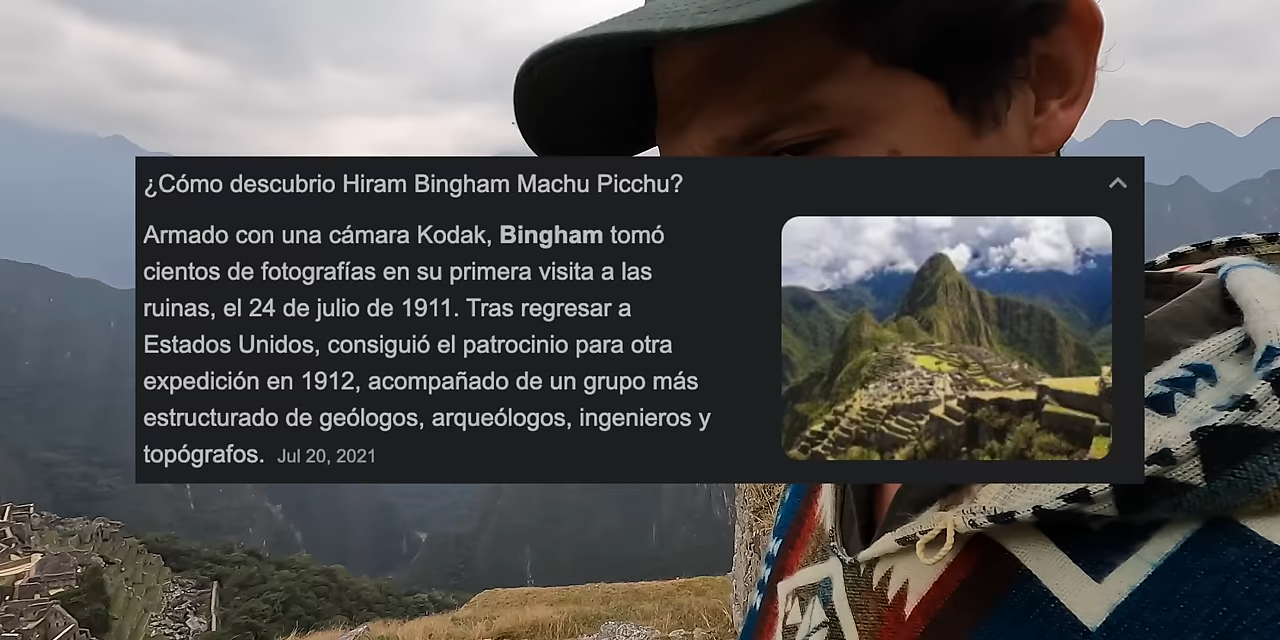 ¿Cómo descubrio Hiram Bingham Machu Picchu?
Armado con una cámara Kodak, Bingham tomó
cientos de fotografías en su primera visita a las
ruinas, el 24 de julio de 1911. Tras regresar a
Estados Unidos, consiguió el patrocinio para otra
expedición en 1912, acompañado de un grupo más
estructurado de geólogos, arqueólogos, ingenieros y
topógrafos. Jul 20, 2021